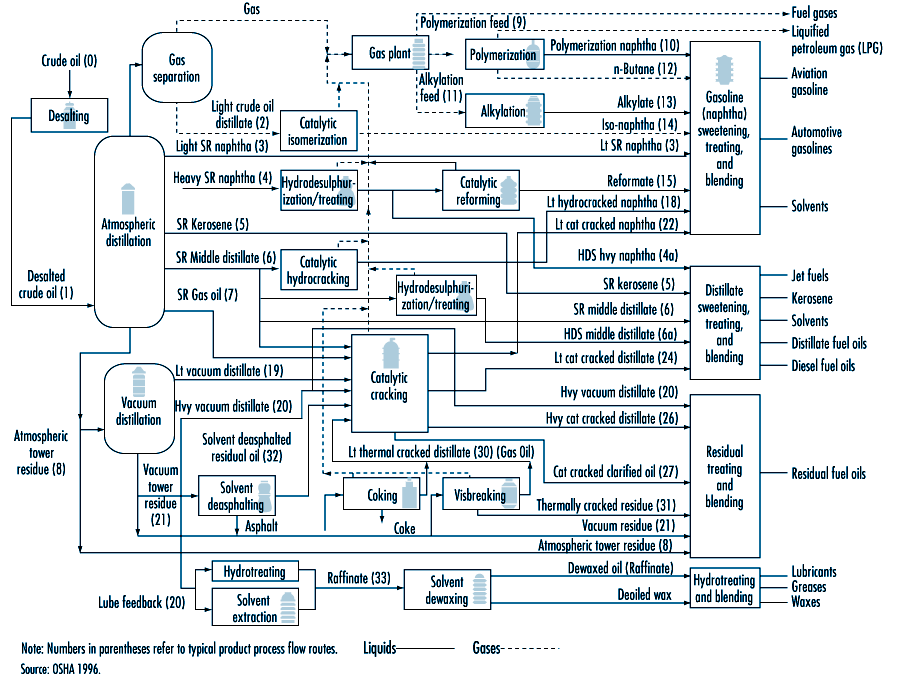 Gas
Fuel gases
Polymerization feed (9)
Liquified
petroleum gas (LPG)
Crude oil (0)
Gas
separation
Gas plant
Polymerization
Polymerization naphtha (10)
n-Butane (12)
Aviation
gasoline
Desalting
Light crude oil
distillate (2)
Alkylation
feed (11)
Alkylation
Alkylate (13)
Gasoline
(naphtha)
sweetening,
treating,
and
blending
Catalytic
isomerization
Iso-naphtha (14)
Automotive
gasolines
Light SR naphtha (3)
Lt SR naphtha (3)
Heavy SR naphtha (4)
Hydrodesulphur-
ization/treating
Catalytic
reforming
Reformate (15)
Lt hydrocracked naphtha (18)
Solvents
Atmospheric
distillation
SR Kerosene (5)
Lt cat cracked naphtha (22)
SR Middle distillate (6)
Catalytic
hydrocracking
HDS hvy naphtha (4a)
Desalted
crude oil (1)
SR Gas oil (7)
Hydrodesulphuri-
zation/treating
SR kerosene (5)
SR middle distillate (6)
HDS middle distillate (6a)
Distillate
sweetening,
treating,
and
blending
Jet fuels
Kerosene
Solvents
Distillate fuel oils
Diesel fuel oils
Lt cat cracked distillate (24)
Lt vacuum distillate (19)
Catalytic
cracking
Vacuum
distillation
Hvy vacuum distillate (20)
Hvy vacuum distillate (20)
Hvy cat cracked distillate (26)
Atmospheric
tower
residue (8)
Solvent deasphalted
residual oil (32)
Lt thermal cracked distillate (30) (Gas Oil)
Vacuum
tower
residue
(21)
Solvent
deasphalting
Coking
Visbreaking
Cat cracked clarified oil (27)
Residual
treating
and
blending
Residual fuel oils
Asphalt
Coke
Thermally cracked residue (31)
Vacuum residue (21)
Atmospheric tower residue (8)
Hydrotreating
Lube feedback (20)
Solvent
extraction
Raffinate (33)
Solvent
dewaxing
Dewaxed oil (Raffinate)
Deoiled wax
Hydrotreating
and blending
Lubricants
Greases
Waxes
Note: Numbers in parentheses refer to typical product process flow routes. Liquids Gases
Source: OSHA 1996.